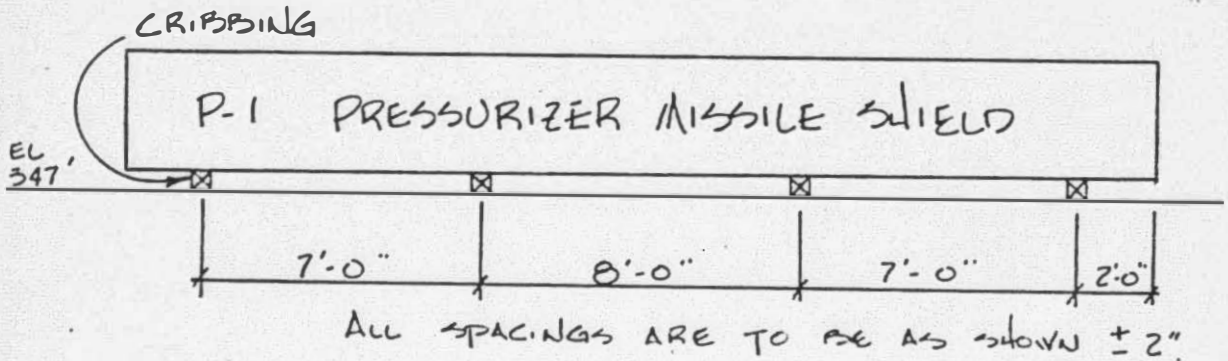 CRIBBING
P-1 PRESSURIZER MISSILE SHIELD
EL
347'
7'-0" 8'-0" 7'-0" 2'-0"
ALL SPACINGS ARE TO BE AS SHOWN ± 2"